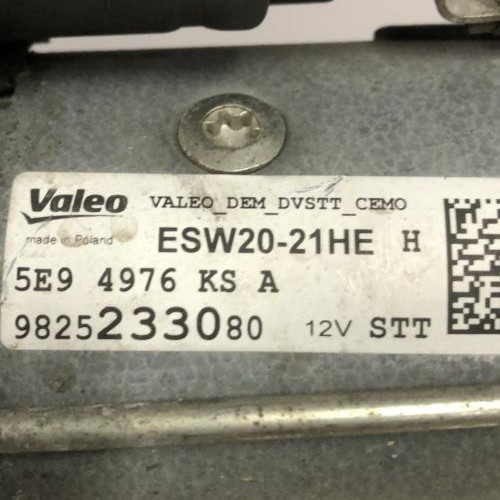 Valeo VALEO_DEM_DVSTT_CEMO
made in Poland ESW20-21HE H
5E9 4976 KS A
9825233080 12V STT